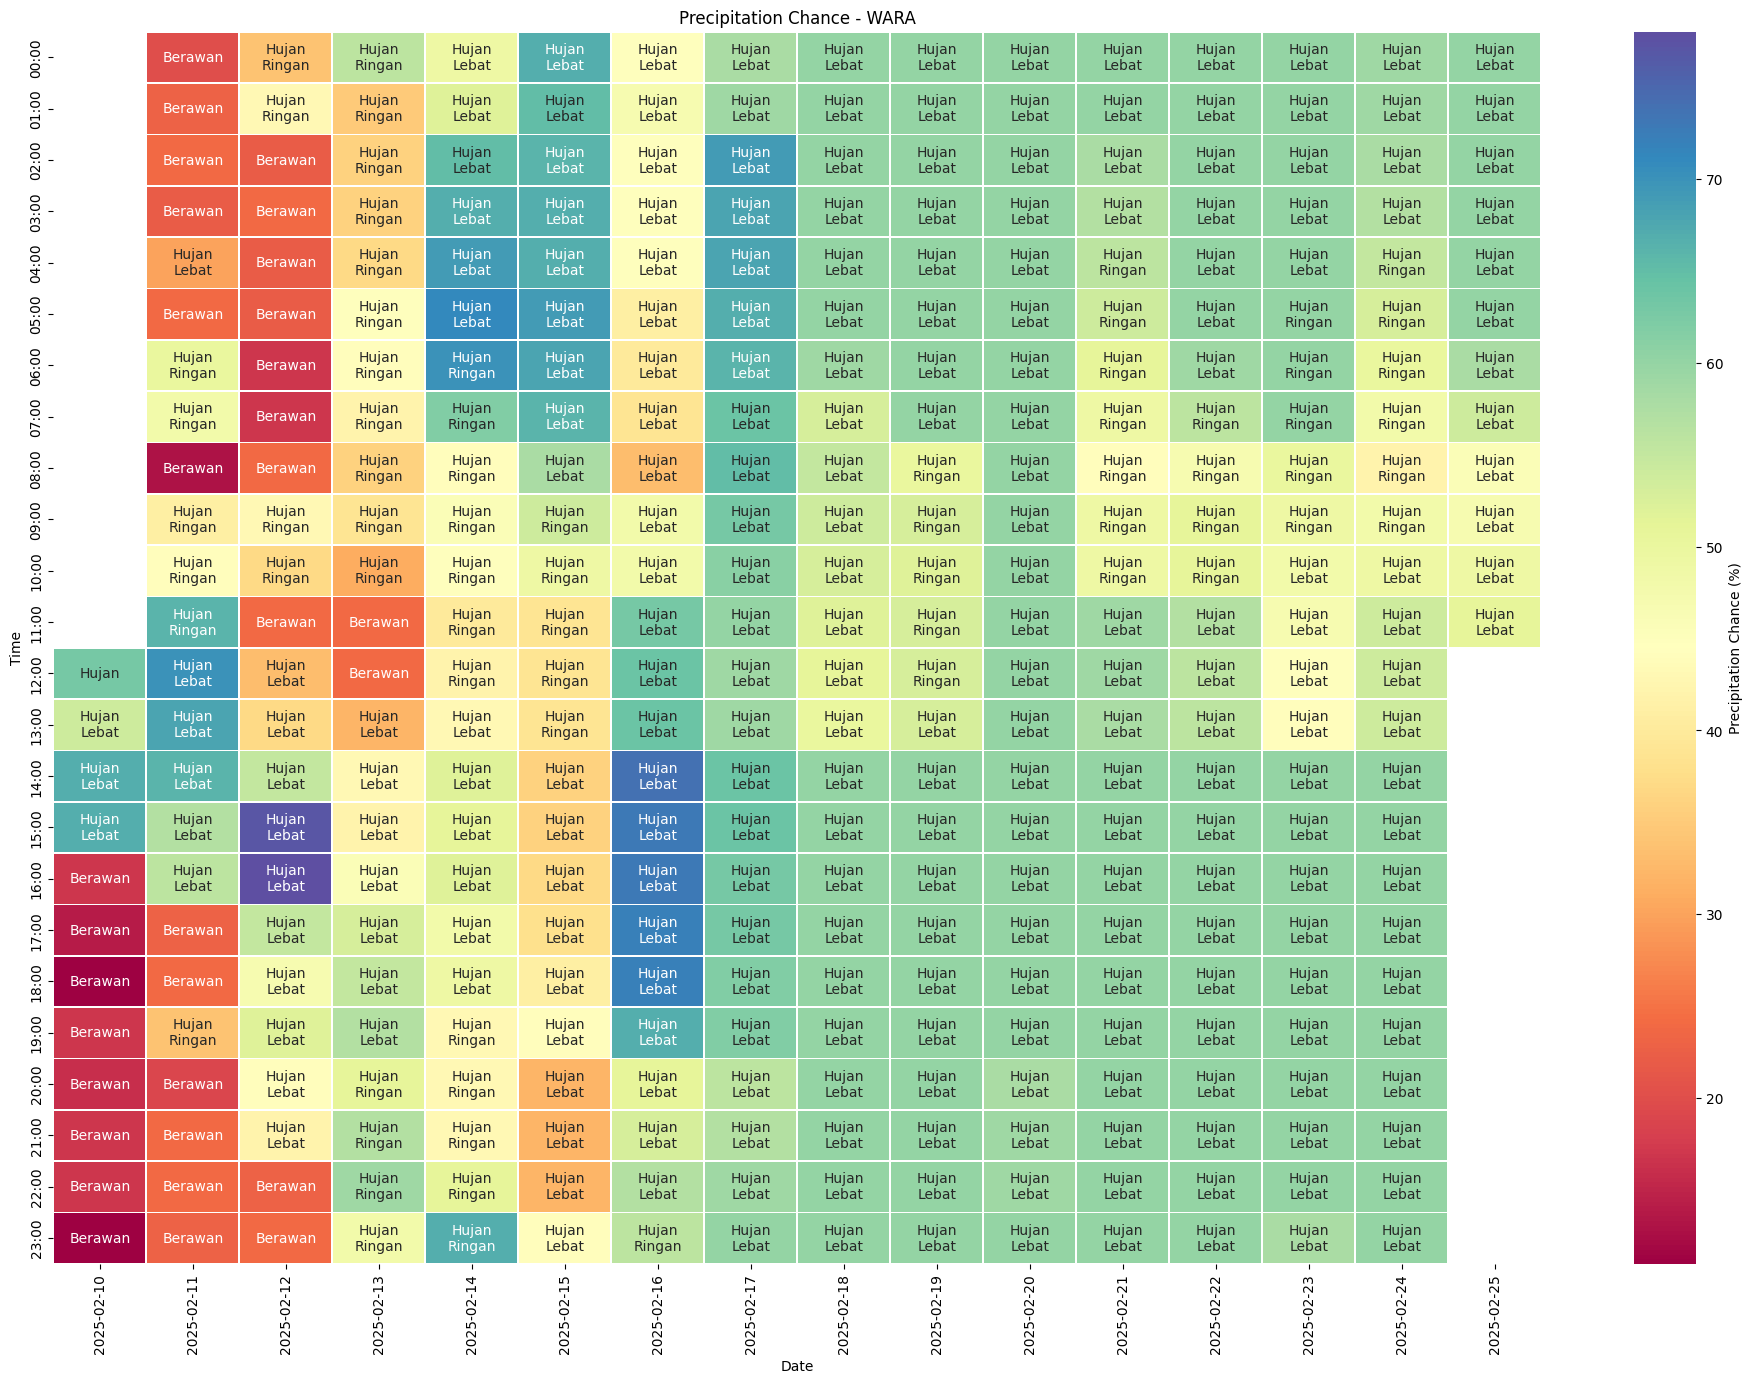 Precipitation Chance - WARA
00:00 Berawan Hujan Ringan Hujan Ringan Hujan Lebat Hujan Lebat Hujan Lebat Hujan Lebat Hujan Lebat Hujan Lebat Hujan Lebat Hujan Lebat Hujan Lebat Hujan Lebat Hujan Lebat Hujan Lebat
01:00 Berawan Hujan Ringan Hujan Ringan Hujan Lebat Hujan Lebat Hujan Lebat Hujan Lebat Hujan Lebat Hujan Lebat Hujan Lebat Hujan Lebat Hujan Lebat Hujan Lebat Hujan Lebat Hujan Lebat
02:00 Berawan Berawan Hujan Ringan Hujan Lebat Hujan Lebat Hujan Lebat Hujan Lebat Hujan Lebat Hujan Lebat Hujan Lebat Hujan Lebat Hujan Lebat Hujan Lebat Hujan Lebat Hujan Lebat
03:00 Berawan Berawan Hujan Ringan Hujan Lebat Hujan Lebat Hujan Lebat Hujan Lebat Hujan Lebat Hujan Lebat Hujan Lebat Hujan Lebat Hujan Lebat Hujan Lebat Hujan Lebat Hujan Lebat
04:00 Hujan Lebat Berawan Hujan Ringan Hujan Lebat Hujan Lebat Hujan Lebat Hujan Lebat Hujan Lebat Hujan Lebat Hujan Lebat Hujan Ringan Hujan Lebat Hujan Lebat Hujan Ringan Hujan Lebat
05:00 Berawan Berawan Hujan Ringan Hujan Lebat Hujan Lebat Hujan Lebat Hujan Lebat Hujan Lebat Hujan Lebat Hujan Lebat Hujan Ringan Hujan Lebat Hujan Ringan Hujan Ringan Hujan Lebat
06:00 Hujan Ringan Berawan Hujan Ringan Hujan Ringan Hujan Lebat Hujan Lebat Hujan Lebat Hujan Lebat Hujan Lebat Hujan Lebat Hujan Ringan Hujan Lebat Hujan Ringan Hujan Ringan Hujan Lebat
07:00 Hujan Ringan Berawan Hujan Ringan Hujan Ringan Hujan Lebat Hujan Lebat Hujan Lebat Hujan Lebat Hujan Lebat Hujan Lebat Hujan Ringan Hujan Ringan Hujan Ringan Hujan Ringan Hujan Lebat
08:00 Berawan Berawan Hujan Ringan Hujan Ringan Hujan Lebat Hujan Lebat Hujan Lebat Hujan Lebat Hujan Ringan Hujan Lebat Hujan Ringan Hujan Ringan Hujan Ringan Hujan Ringan Hujan Lebat
09:00 Hujan Ringan Hujan Ringan Hujan Ringan Hujan Ringan Hujan Ringan Hujan Lebat Hujan Lebat Hujan Lebat Hujan Ringan Hujan Lebat Hujan Ringan Hujan Ringan Hujan Ringan Hujan Ringan Hujan Lebat
10:00 Hujan Ringan Hujan Ringan Hujan Ringan Hujan Ringan Hujan Ringan Hujan Lebat Hujan Lebat Hujan Lebat Hujan Ringan Hujan Lebat Hujan Ringan Hujan Ringan Hujan Lebat Hujan Lebat Hujan Lebat
11:00 Hujan Ringan Berawan Berawan Hujan Ringan Hujan Ringan Hujan Lebat Hujan Lebat Hujan Lebat Hujan Ringan Hujan Lebat Hujan Lebat Hujan Lebat Hujan Lebat Hujan Lebat Hujan Lebat
12:00 Hujan Hujan Lebat Hujan Lebat Berawan Hujan Ringan Hujan Ringan Hujan Lebat Hujan Lebat Hujan Lebat Hujan Ringan Hujan Lebat Hujan Lebat Hujan Lebat Hujan Lebat Hujan Lebat
13:00 Hujan Lebat Hujan Lebat Hujan Lebat Hujan Lebat Hujan Lebat Hujan Ringan Hujan Lebat Hujan Lebat Hujan Lebat Hujan Lebat Hujan Lebat Hujan Lebat Hujan Lebat Hujan Lebat Hujan Lebat
14:00 Hujan Lebat Hujan Lebat Hujan Lebat Hujan Lebat Hujan Lebat Hujan Lebat Hujan Lebat Hujan Lebat Hujan Lebat Hujan Lebat Hujan Lebat Hujan Lebat Hujan Lebat Hujan Lebat Hujan Lebat
15:00 Hujan Lebat Hujan Lebat Hujan Lebat Hujan Lebat Hujan Lebat Hujan Lebat Hujan Lebat Hujan Lebat Hujan Lebat Hujan Lebat Hujan Lebat Hujan Lebat Hujan Lebat Hujan Lebat Hujan Lebat
16:00 Berawan Hujan Lebat Hujan Lebat Hujan Lebat Hujan Lebat Hujan Lebat Hujan Lebat Hujan Lebat Hujan Lebat Hujan Lebat Hujan Lebat Hujan Lebat Hujan Lebat Hujan Lebat Hujan Lebat
17:00 Berawan Berawan Hujan Lebat Hujan Lebat Hujan Lebat Hujan Lebat Hujan Lebat Hujan Lebat Hujan Lebat Hujan Lebat Hujan Lebat Hujan Lebat Hujan Lebat Hujan Lebat Hujan Lebat
18:00 Berawan Berawan Hujan Lebat Hujan Lebat Hujan Lebat Hujan Lebat Hujan Lebat Hujan Lebat Hujan Lebat Hujan Lebat Hujan Lebat Hujan Lebat Hujan Lebat Hujan Lebat Hujan Lebat
19:00 Berawan Hujan Ringan Hujan Lebat Hujan Lebat Hujan Ringan Hujan Lebat Hujan Lebat Hujan Lebat Hujan Lebat Hujan Lebat Hujan Lebat Hujan Lebat Hujan Lebat Hujan Lebat Hujan Lebat
20:00 Berawan Berawan Hujan Lebat Hujan Ringan Hujan Ringan Hujan Lebat Hujan Lebat Hujan Lebat Hujan Lebat Hujan Lebat Hujan Lebat Hujan Lebat Hujan Lebat Hujan Lebat Hujan Lebat
21:00 Berawan Berawan Hujan Lebat Hujan Ringan Hujan Ringan Hujan Lebat Hujan Lebat Hujan Lebat Hujan Lebat Hujan Lebat Hujan Lebat Hujan Lebat Hujan Lebat Hujan Lebat Hujan Lebat
22:00 Berawan Berawan Berawan Hujan Ringan Hujan Ringan Hujan Lebat Hujan Lebat Hujan Lebat Hujan Lebat Hujan Lebat Hujan Lebat Hujan Lebat Hujan Lebat Hujan Lebat Hujan Lebat
23:00 Berawan Berawan Berawan Hujan Ringan Hujan Ringan Hujan Lebat Hujan Ringan Hujan Lebat Hujan Lebat Hujan Lebat Hujan Lebat Hujan Lebat Hujan Lebat Hujan Lebat Hujan Lebat
Time
2025-02-10 2025-02-11 2025-02-12 2025-02-13 2025-02-14 2025-02-15 2025-02-16 2025-02-17 2025-02-18 2025-02-19 2025-02-20 2025-02-21 2025-02-22 2025-02-23 2025-02-24 2025-02-25
Date
70
60
50
40
30
20
Precipitation Chance (%)